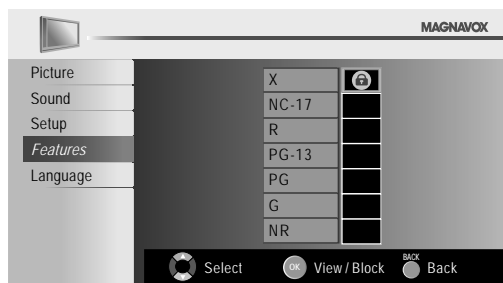 MAGNAVOX
Picture
Sound
Setup
Features
Language
X
NC-17
R
PG-13
PG
G
NR
Select
OK
View / Block
BACK
Back